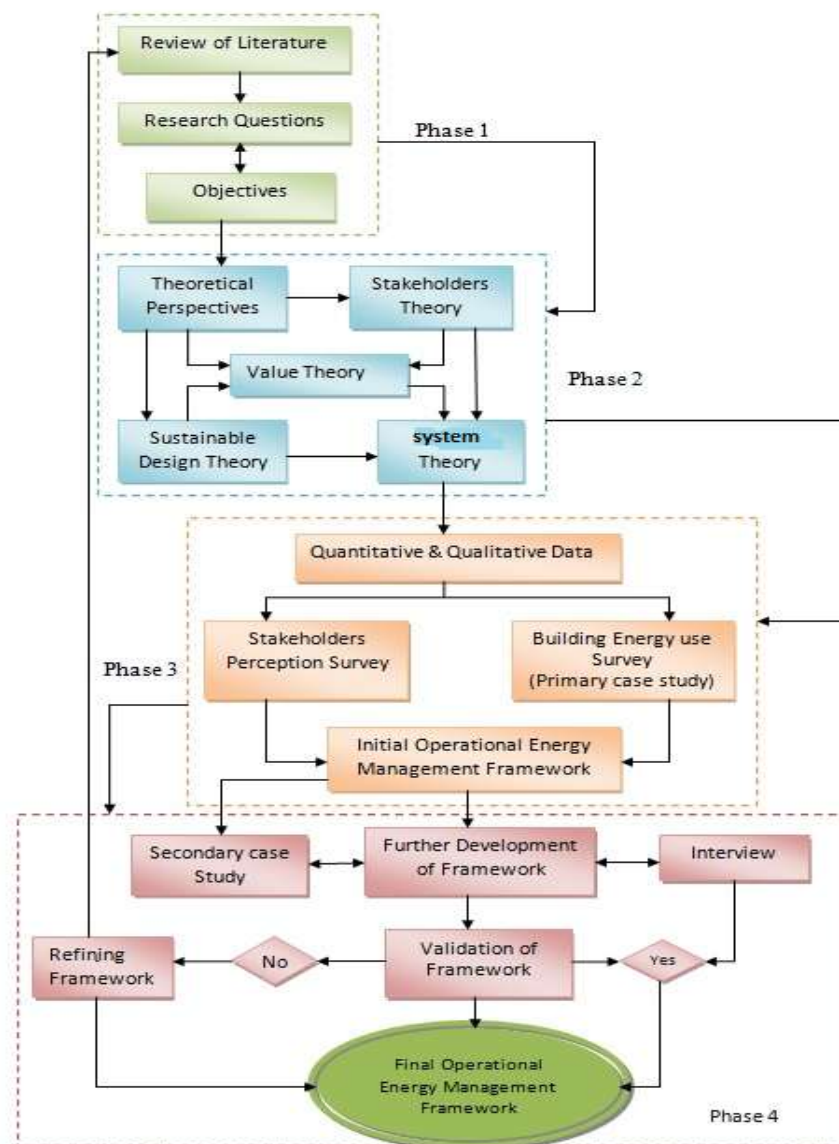 Review of Literature
Research Questions
Phase 1
Objectives
Theoretical
Perspectives
Stakeholders
Theory
Value Theory
Phase 2
Sustainable
Design Theory
system
Theory
Quantitative & Qualitative Data
Stakeholders
Perception Survey
Building Energy use
Survey
(Primary case study)
Phase 3
Initial Operational Energy
Management Framework
Secondary case
Study
Further Development
of Framework
Interview
Refining
Framework
No
Validation of
Framework
Yes
Final Operational
Energy Management
Framework
Phase 4